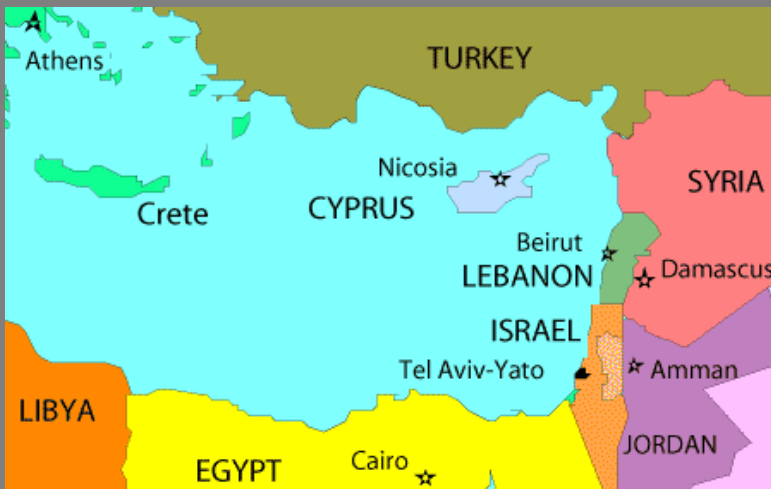 Athens
TURKEY
Nicosia
Crete
CYPRUS
SYRIA
Beirut
LEBANON
Damascus
ISRAEL
Tel Aviv-Yato
Amman
LIBYA
JORDAN
EGYPT
Cairo